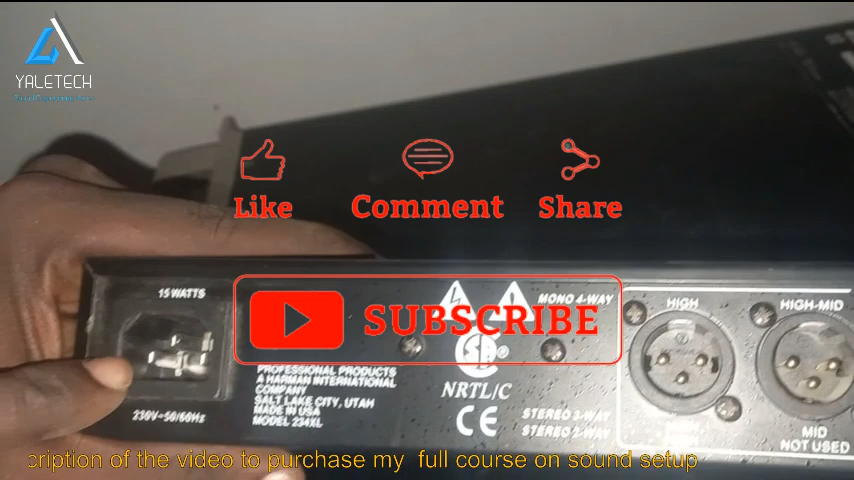 YALETECH
Like
Comment
Share
15 WATTS
MONO 4-WAY
HIGH
HIGH-MID
SUBSCRIBE
PROFESSIONAL PRODUCTS
A HARMAN INTERNATIONAL
COMPANY
SALT LAKE CITY, UTAH
MADE IN USA
MODEL 234XL
NRTL/C
CE
230V~50/60Hz
STEREO 3-WAY
STEREO 2-WAY
MID
NOT USED
cription of the video to purchase my full course on sound setup